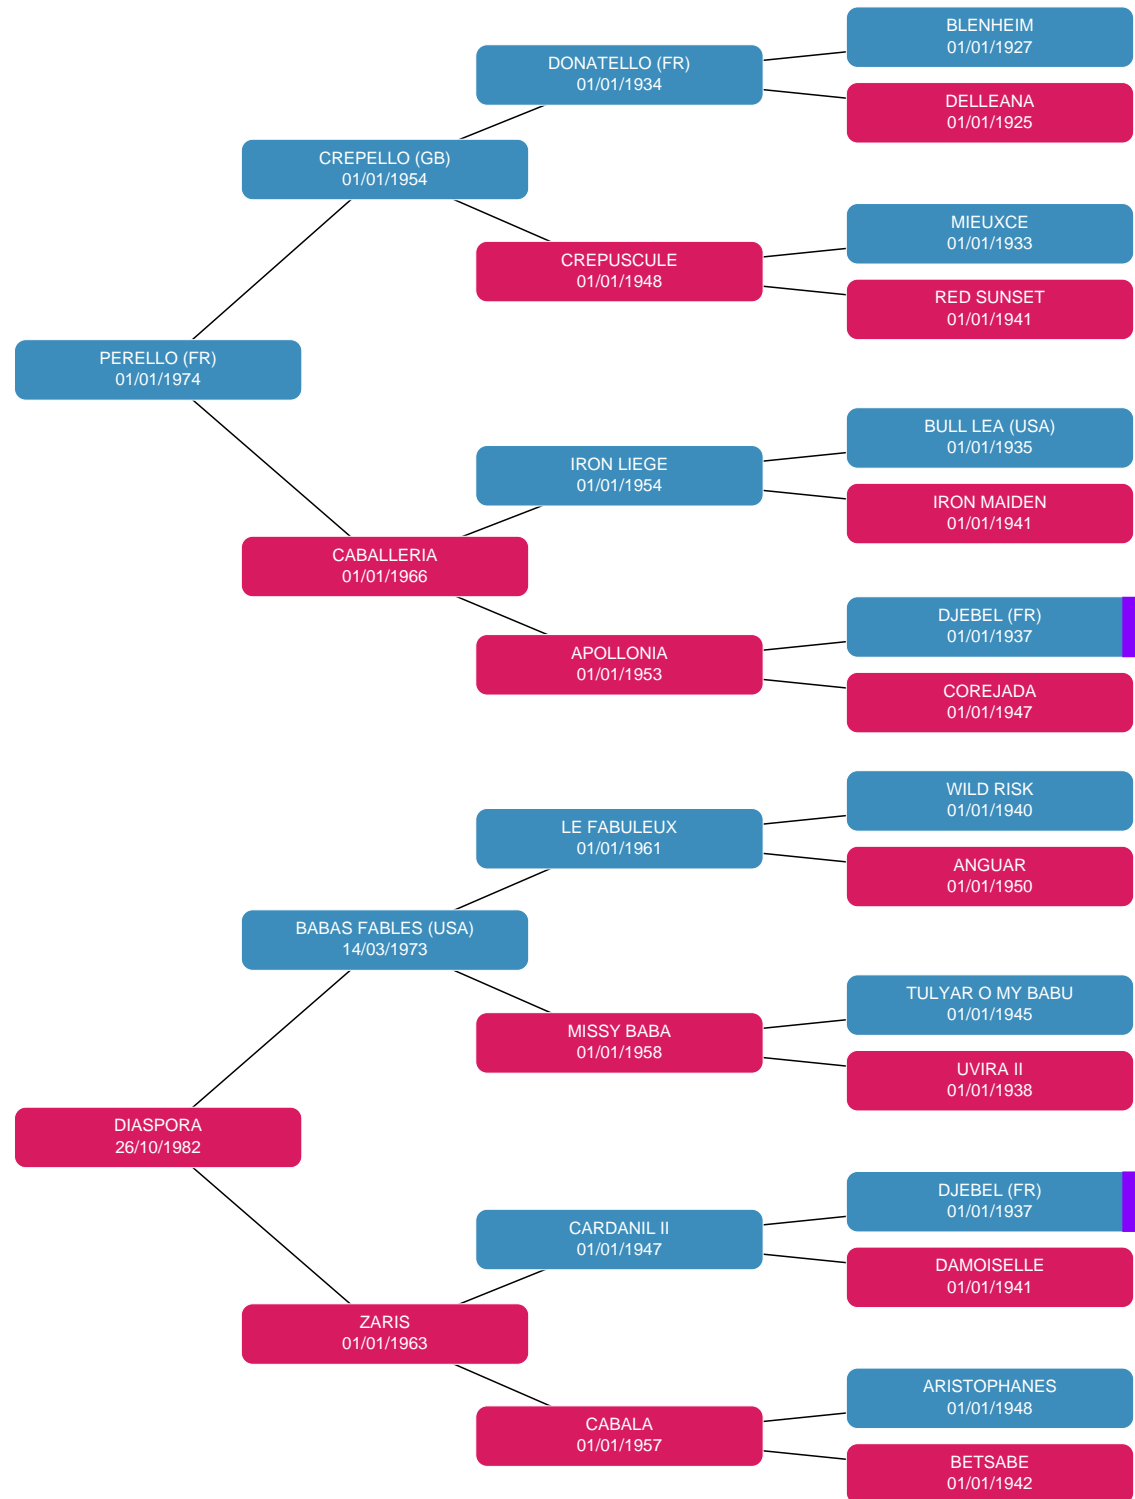 BLENHEIM
01/01/1927
DONATELLO (FR)
01/01/1934
DELLEANA
01/01/1925
CREPELLO (GB)
01/01/1954
MIEUXCE
01/01/1933
CREPUSCULE
01/01/1948
RED SUNSET
01/01/1941
PERELLO (FR)
01/01/1974
BULL LEA (USA)
01/01/1935
IRON LIEGE
01/01/1954
IRON MAIDEN
01/01/1941
CABALLERIA
01/01/1966
DJEBEL (FR)
01/01/1937
APOLLONIA
01/01/1953
COREJADA
01/01/1947
WILD RISK
01/01/1940
LE FABULEUX
01/01/1961
ANGUAR
01/01/1950
BABAS FABLES (USA)
14/03/1973
TULYAR O MY BABU
01/01/1945
MISSY BABA
01/01/1958
UVIRA II
01/01/1938
DIASPORA
26/10/1982
DJEBEL (FR)
01/01/1937
CARDANIL II
01/01/1947
DAMOISELLE
01/01/1941
ZARIS
01/01/1963
ARISTOPHANES
01/01/1948
CABALA
01/01/1957
BETSABE
01/01/1942